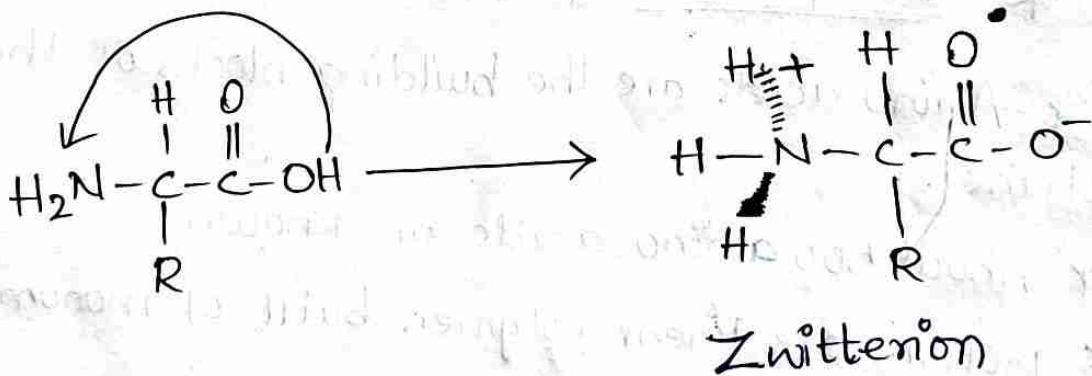 H O
H₂N-C-C-OH
R
H + H O
H-N-C-C-O⁻
H R
Zwitterion